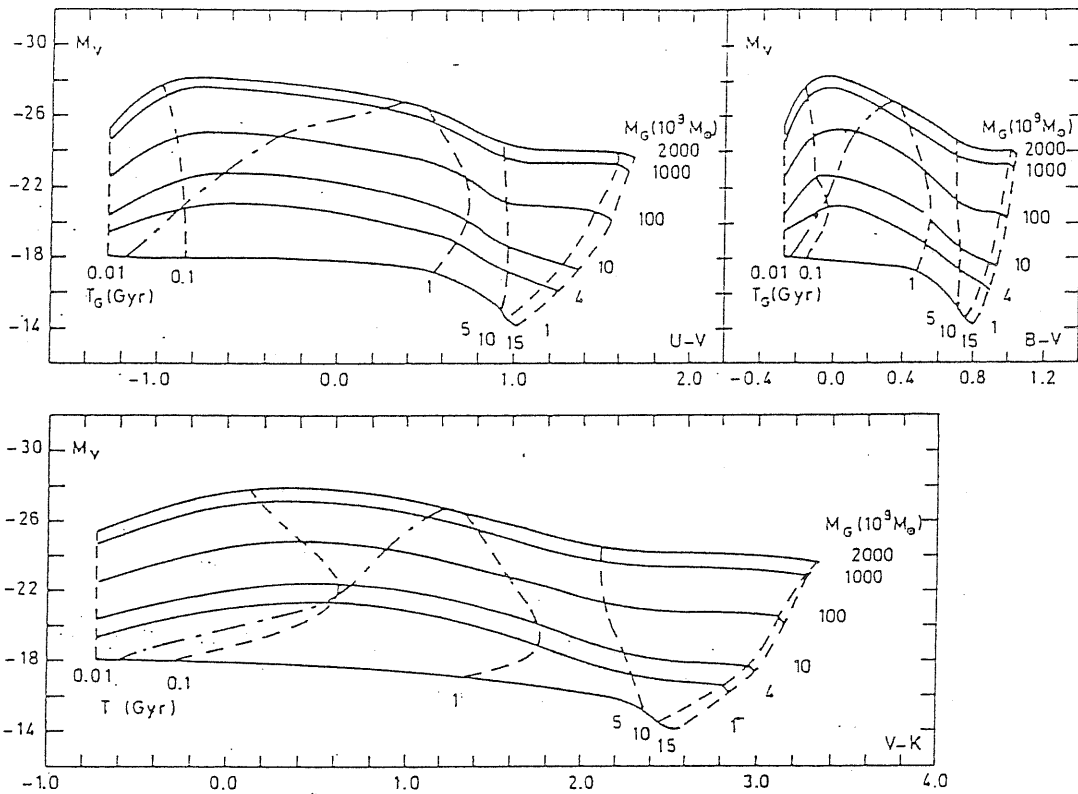 -30 M_V
-26
-22
-18
-14
M_G (10^9 M_⊙)
2000
1000
100
10
4
1
0.01 0.1 1 5 10 15
T_G (Gyr)
U-V
-1.0 0.0 1.0 2.0
M_V
M_G (10^9 M_⊙)
2000
1000
100
10
4
1
0.01 0.1 1 5 10 15
T_G (Gyr)
B-V
-0.4 0.0 0.4 0.8 1.2
-30 M_V
-26
-22
-18
-14
M_G (10^9 M_⊙)
2000
1000
100
10
4
1
0.01 0.1 1 5 10 15
T (Gyr)
V-K
-1.0 0.0 1.0 2.0 3.0 4.0